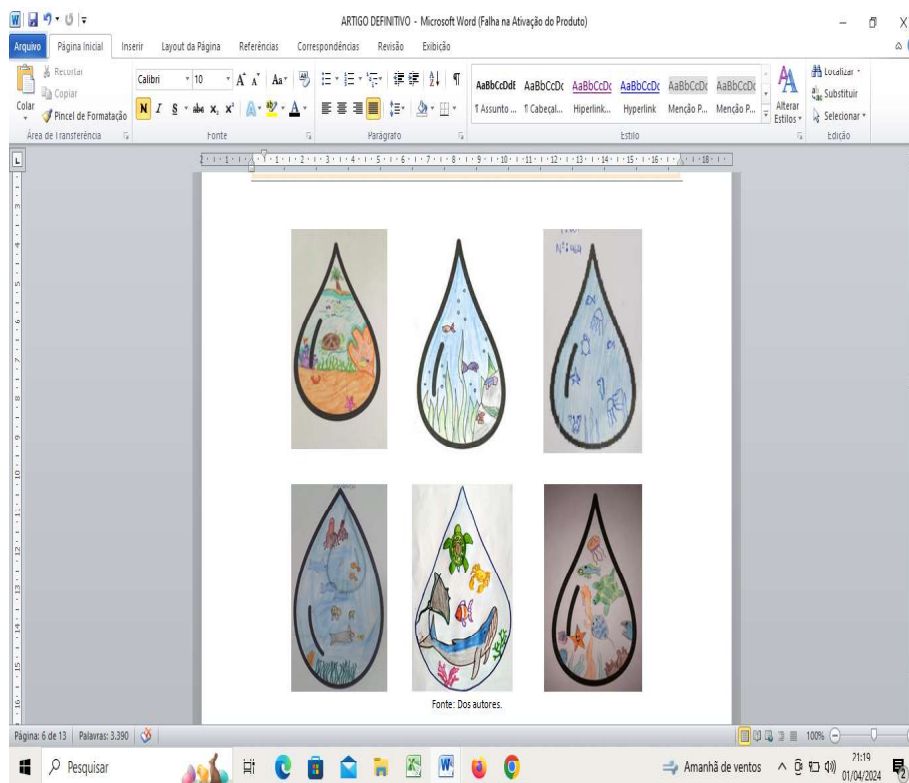 ARTIGO DEFINITIVO - Microsoft Word (Falha na Ativação do Produto)
Arquivo Página Inicial Inserir Layout da Página Referências Correspondências Revisão Exibição
Recortar
Copiar
Pincel de Formatação
Colar
Área de Transferência
Calibri 10
Fonte
Parágrafo
AaBbCcDdE AaBbCcDc AaBbCcDc AaBbCcDc AaBbCcDc AaBbCcDc
¶ Assunto ... ¶ Cabeçal... Hiperlink... Hyperlink Menção P... Menção P...
Alterar
Estilos
Estilo
Localizar
Substituir
Selecionar
Edição
Nº: 464
Fonte: Dos autores.
Página: 6 de 13 Palavras: 3.390 100%
Pesquisar
Amanhã de ventos
21:19
01/04/2024